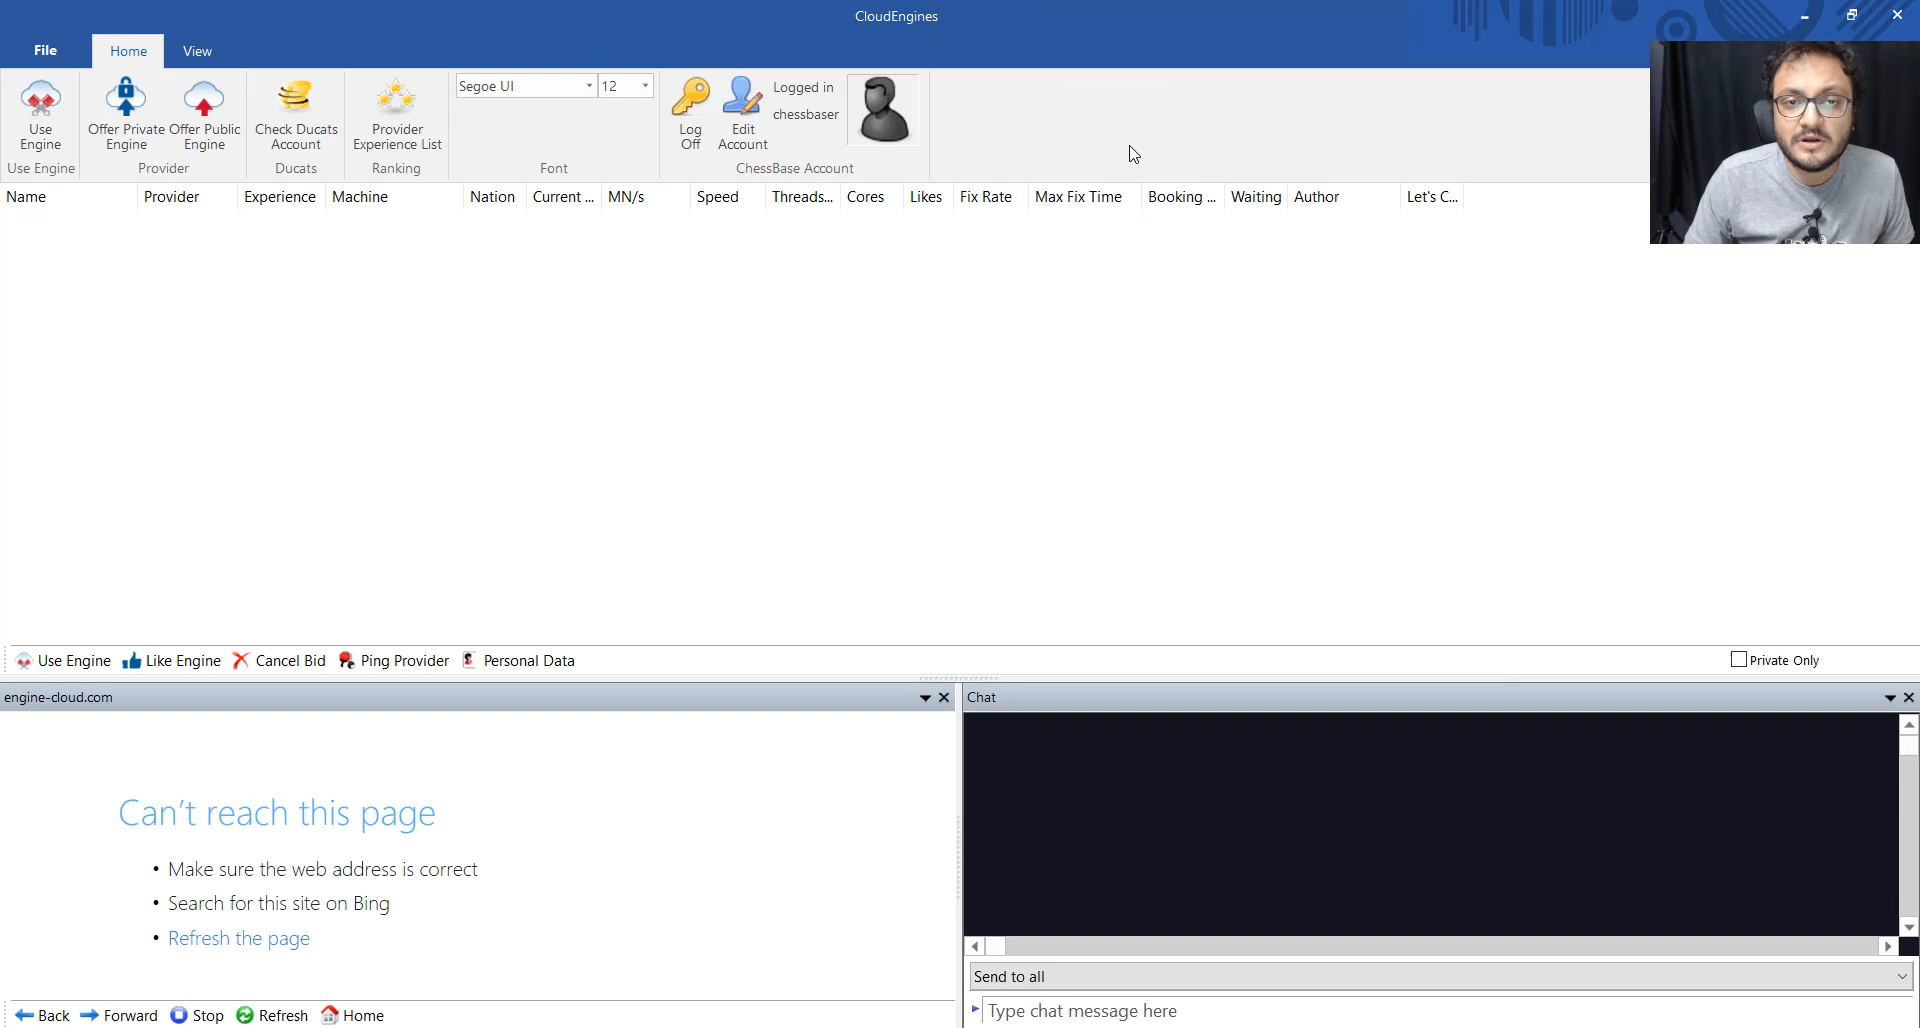 CloudEngines
File Home View
Use Engine
Offer Private Engine
Offer Public Engine
Check Ducats Account
Provider Experience List
Segoe UI 12
Log Off
Edit Account
Logged in
chessbaser
Use Engine Provider Ducats Ranking Font ChessBase Account
Name Provider Experience Machine Nation Current ... MN/s Speed Threads... Cores Likes Fix Rate Max Fix Time Booking ... Waiting Author Let's C...
Use Engine Like Engine Cancel Bid Ping Provider Personal Data Private Only
engine-cloud.com
Can't reach this page
• Make sure the web address is correct
• Search for this site on Bing
• Refresh the page
Back Forward Stop Refresh Home
Chat
Send to all
Type chat message here